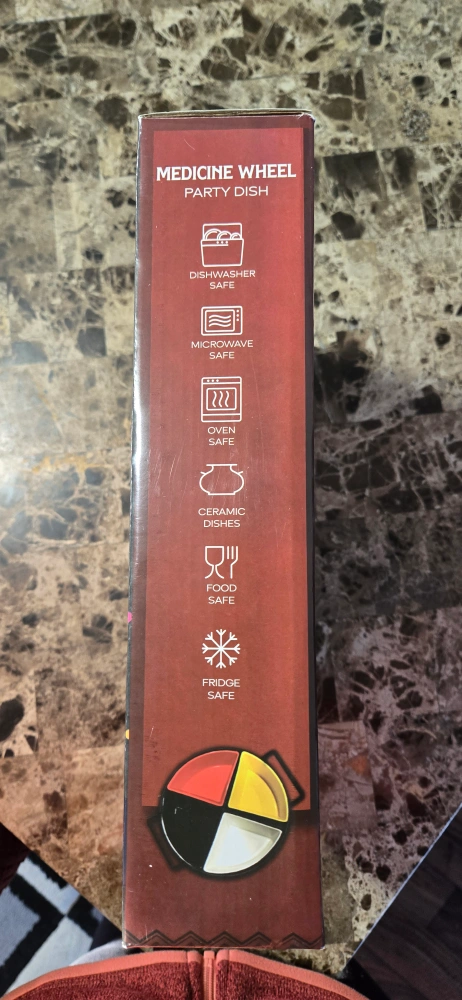 MEDICINE WHEEL
PARTY DISH
DISHWASHER
SAFE
MICROWAVE
SAFE
OVEN
SAFE
CERAMIC
DISHES
FOOD
SAFE
FRIDGE
SAFE